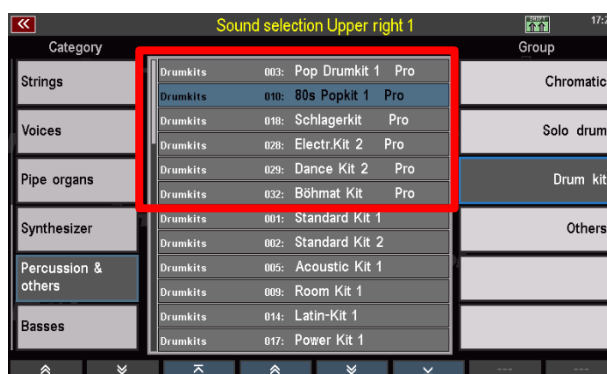 Sound selection Upper right 1
SHIFT
Category
Group
Strings
Voices
Pipe organs
Synthesizer
Percussion &
others
Basses
Drumkits 003: Pop Drumkit 1 Pro
Drumkits 010: 80s Popkit 1 Pro
Drumkits 018: Schlagerkit Pro
Drumkits 028: Electr.Kit 2 Pro
Drumkits 029: Dance Kit 2 Pro
Drumkits 032: Böhmat Kit Pro
Drumkits 001: Standard Kit 1
Drumkits 002: Standard Kit 2
Drumkits 005: Acoustic Kit 1
Drumkits 009: Room Kit 1
Drumkits 014: Latin-Kit 1
Drumkits 017: Power Kit 1
Chromatic
Solo drum
Drum kit
Others
--- ---